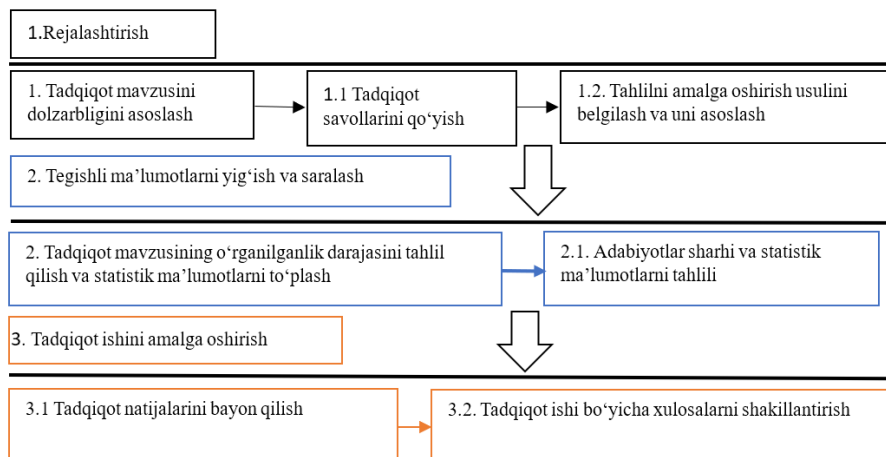 1.Rejalashtirish
1. Tadqiqot mavzusini
dolzarbligini asoslash
1.1 Tadqiqot
savollarini qo‘yish
1.2. Tahlilni amalga oshirish usulini
belgilash va uni asoslash
2. Tegishli ma’lumotlarni yig‘ish va saralash
2. Tadqiqot mavzusining o‘rganilganlik darajasini tahlil
qilish va statistik ma’lumotlarni to‘plash
2.1. Adabiyotlar sharhi va statistik
ma’lumotlarni tahlili
3. Tadqiqot ishini amalga oshirish
3.1 Tadqiqot natijalarini bayon qilish
3.2. Tadqiqot ishi bo‘yicha xulosalarni shakillantirish